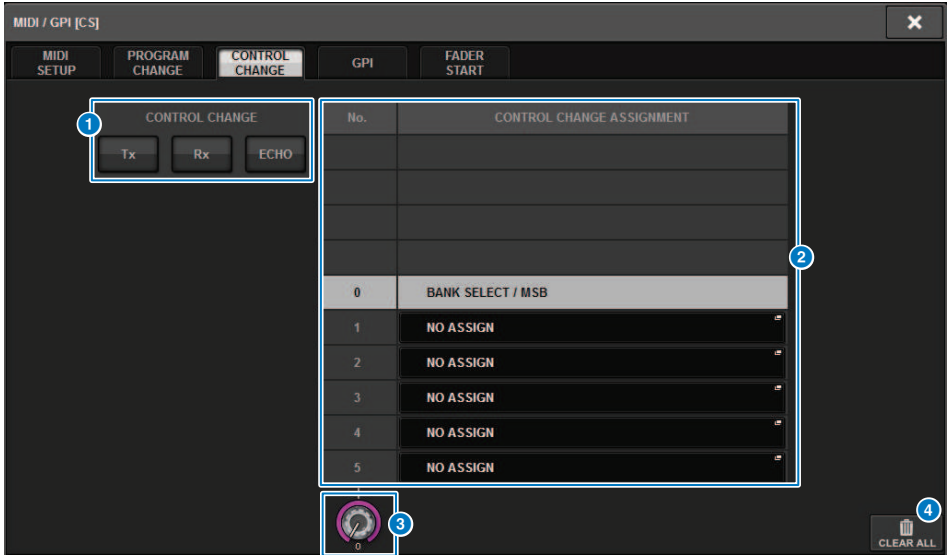 MIDI / GPI [CS]
MIDI SETUP
PROGRAM CHANGE
CONTROL CHANGE
GPI
FADER START
1
CONTROL CHANGE
Tx Rx ECHO
No. CONTROL CHANGE ASSIGNMENT
2
0 BANK SELECT / MSB
1 NO ASSIGN
2 NO ASSIGN
3 NO ASSIGN
4 NO ASSIGN
5 NO ASSIGN
3
0
4
CLEAR ALL